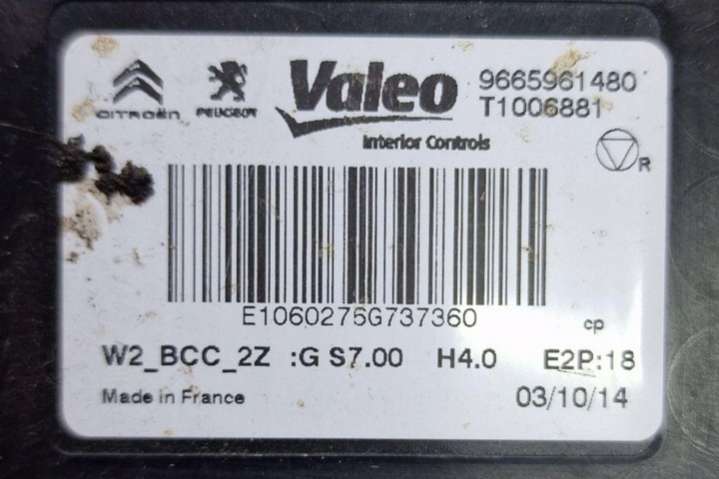 CITROËN PEUGEOT Valeo 9665961480
T1006881
Interior Controls
R
E1060276G737360
cp
W2_BCC_2Z :G S7.00 H4.0 E2P:18
Made in France 03/10/14